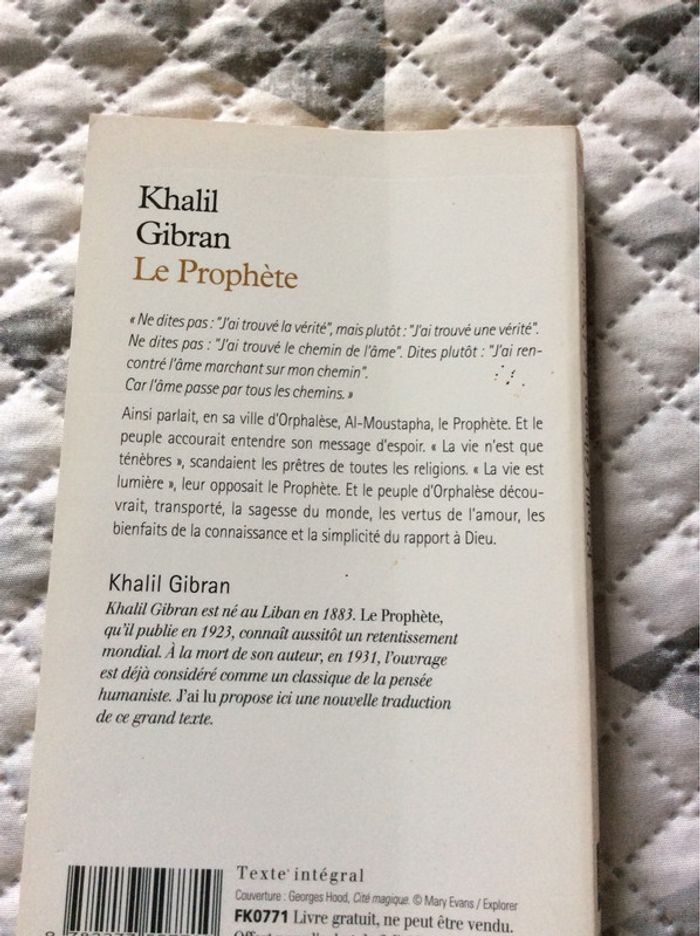 Khalil
Gibran
Le Prophète
« Ne dites pas : "J'ai trouvé la vérité", mais plutôt : "J'ai trouvé une vérité".
Ne dites pas : "J'ai trouvé le chemin de l'âme". Dites plutôt : "J'ai ren-
contré l'âme marchant sur mon chemin".
Car l'âme passe par tous les chemins. »
Ainsi parlait, en sa ville d'Orphalèse, Al-Moustapha, le Prophète. Et le
peuple accourait entendre son message d'espoir. « La vie n'est que
ténèbres », scandaient les prêtres de toutes les religions. « La vie est
lumière », leur opposait le Prophète. Et le peuple d'Orphalèse décou-
vrait, transporté, la sagesse du monde, les vertus de l'amour, les
bienfaits de la connaissance et la simplicité du rapport à Dieu.
Khalil Gibran
Khalil Gibran est né au Liban en 1883. Le Prophète,
qu'il publie en 1923, connaît aussitôt un retentissement
mondial. À la mort de son auteur, en 1931, l'ouvrage
est déjà considéré comme un classique de la pensée
humaniste. J'ai lu propose ici une nouvelle traduction
de ce grand texte.
Texte intégral
Couverture : Georges Hood, Cité magique. © Mary Evans / Explorer
FK0771 Livre gratuit, ne peut être vendu.